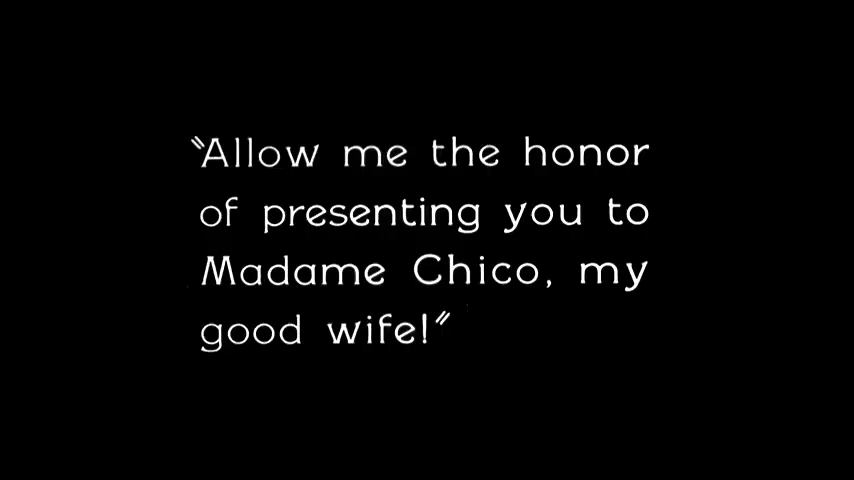 "Allow me the honor
of presenting you to
Madame Chico, my
good wife!"